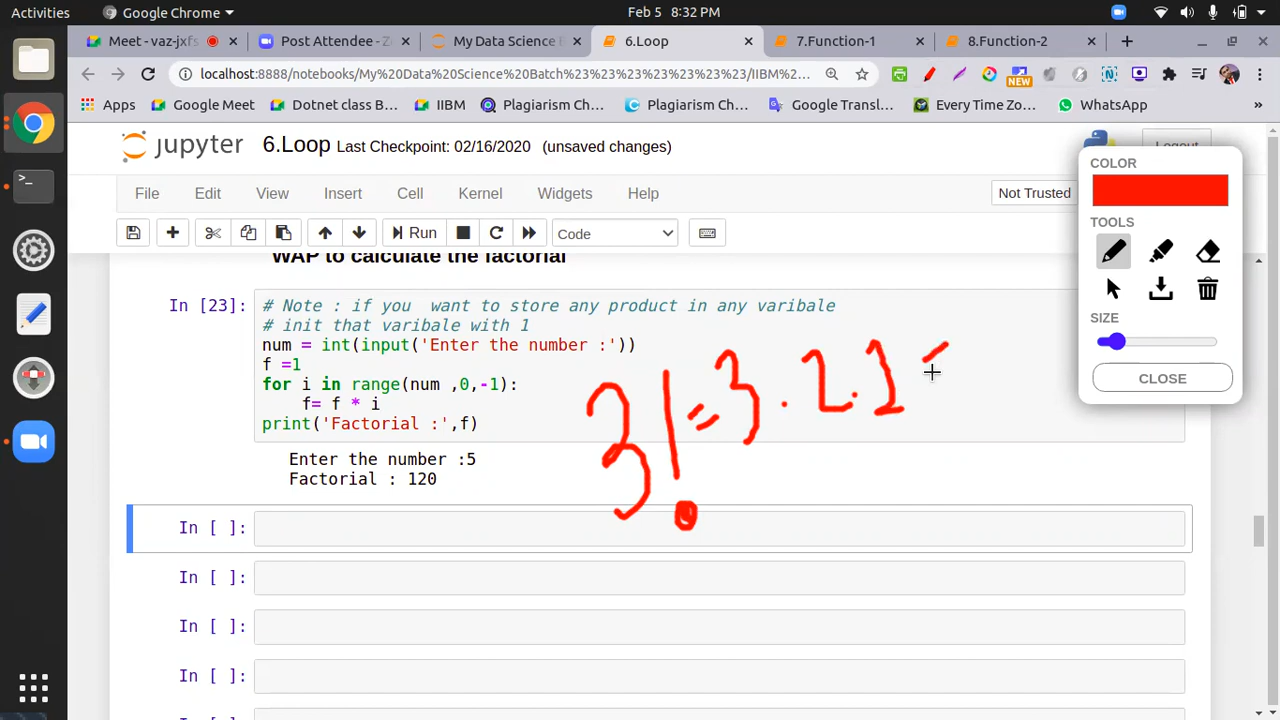 Activities Google Chrome Feb 5 8:32 PM
Meet - vaz-jxfs Post Attendee - Z My Data Science B 6.Loop 7.Function-1 8.Function-2
localhost:8888/notebooks/My%20Data%20Science%20Batch%23%23%23%23%23%23/IIBM%... NEW
Apps Google Meet Dotnet class B... IIBM Plagiarism Ch... Plagiarism Ch... Google Transl... Every Time Zo... WhatsApp »
jupyter 6.Loop Last Checkpoint: 02/16/2020 (unsaved changes) Logout
File Edit View Insert Cell Kernel Widgets Help Not Trusted
Run Code
WAP to calculate the factorial
In [23]: # Note : if you want to store any product in any varibale
# init that varibale with 1
num = int(input('Enter the number :'))
f =1
for i in range(num ,0,-1):
f= f * i
print('Factorial :',f)
3! = 3 . 2 . 1 -
Enter the number :5
Factorial : 120
In [ ]:
In [ ]:
In [ ]:
In [ ]:
COLOR
TOOLS
SIZE
CLOSE